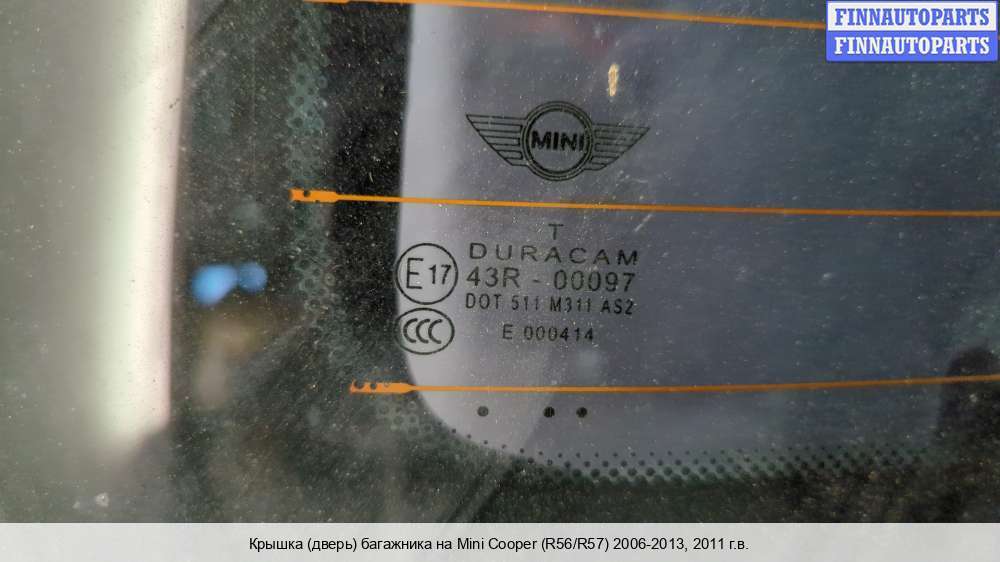 FINNAUTOPARTS
FINNAUTOPARTS
MINI
T
DURACAM
E 17
43R - 00097
DOT 511 M311 AS2
CCC
E 000414
Крышка (дверь) багажника на Mini Cooper (R56/R57) 2006-2013, 2011 г.в.